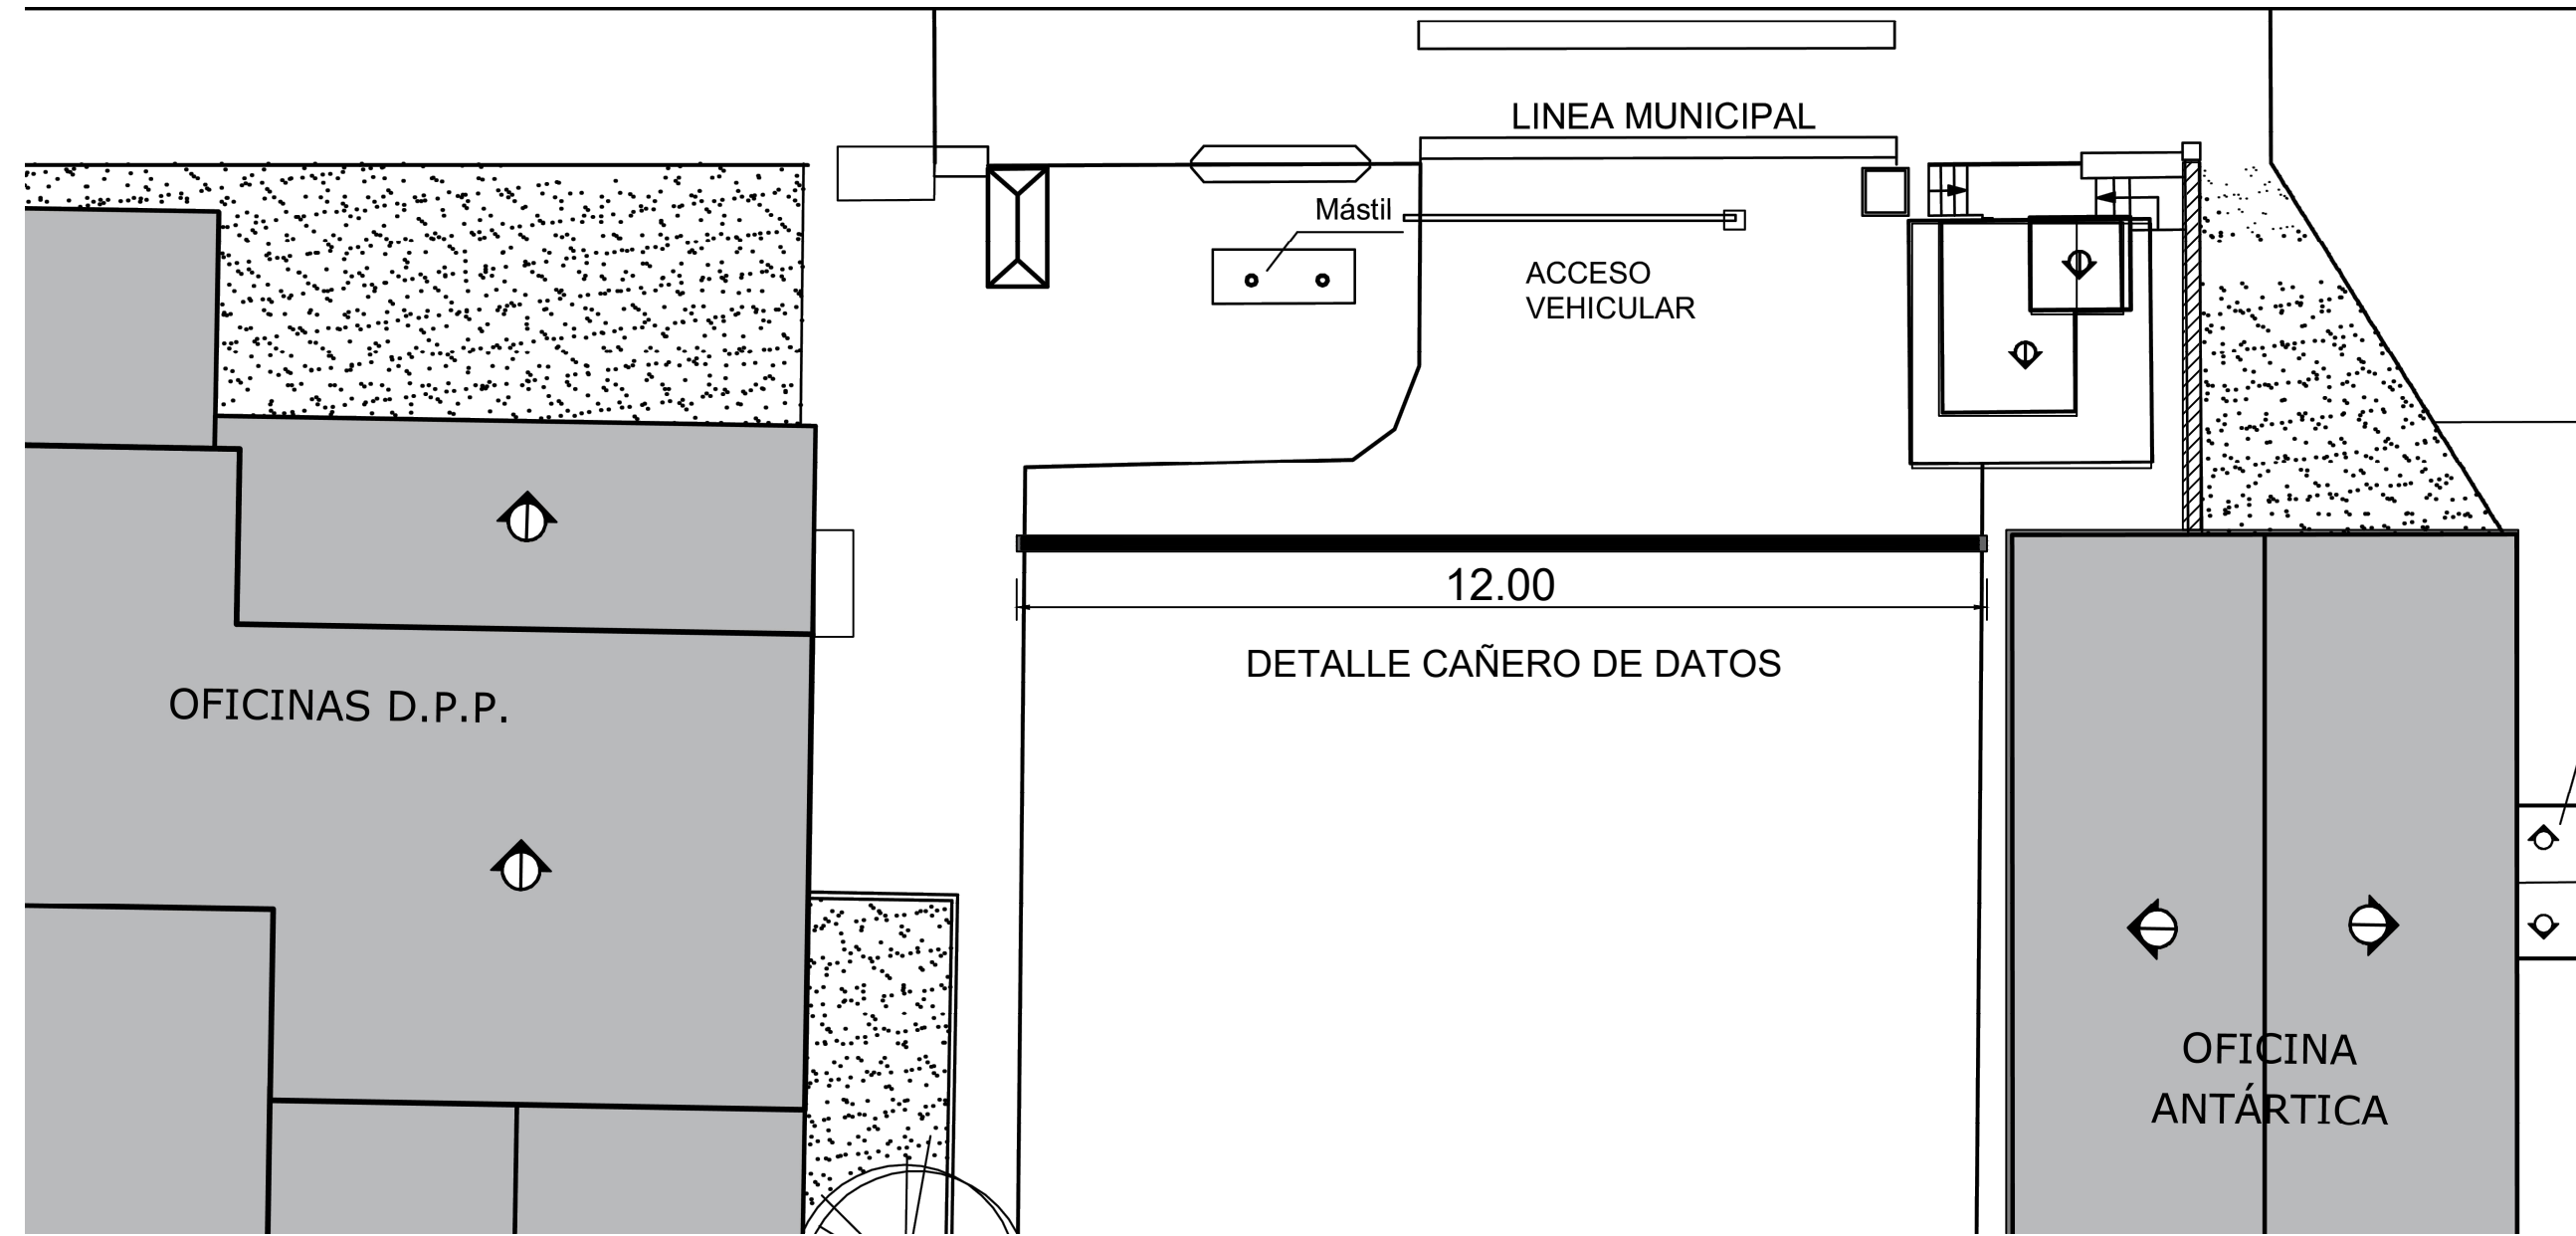 LINEA MUNICIPAL
Mástil
ACCESO
VEHICULAR
12.00
DETALLE CAÑERO DE DATOS
OFICINAS D.P.P.
OFICINA
ANTÁRTICA